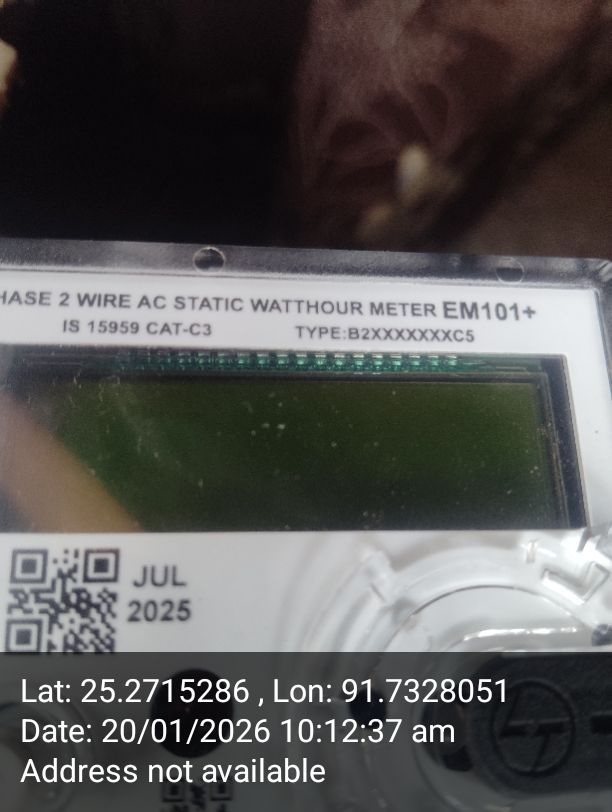 HASE 2 WIRE AC STATIC WATTHOUR METER EM101+
IS 15959 CAT-C3 TYPE:B2XXXXXXXC5
JUL
2025
Lat: 25.2715286 , Lon: 91.7328051
Date: 20/01/2026 10:12:37 am
Address not available